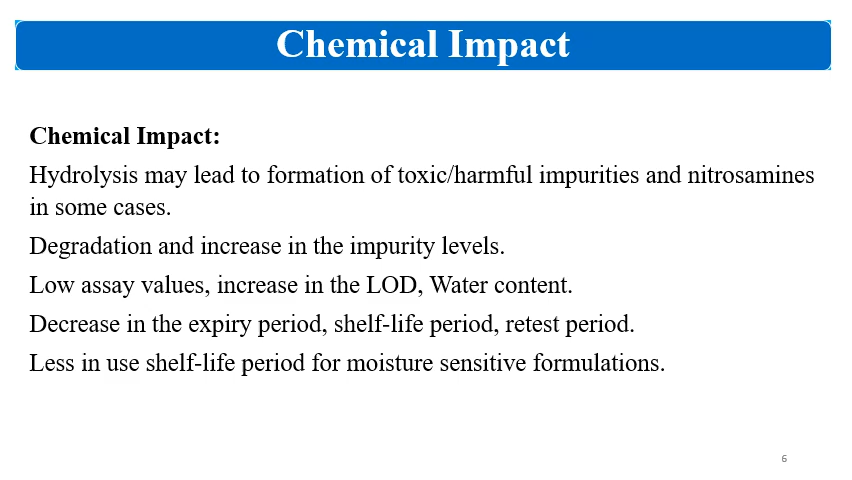 Chemical Impact
Chemical Impact:
Hydrolysis may lead to formation of toxic/harmful impurities and nitrosamines
in some cases.
Degradation and increase in the impurity levels.
Low assay values, increase in the LOD, Water content.
Decrease in the expiry period, shelf-life period, retest period.
Less in use shelf-life period for moisture sensitive formulations.
6